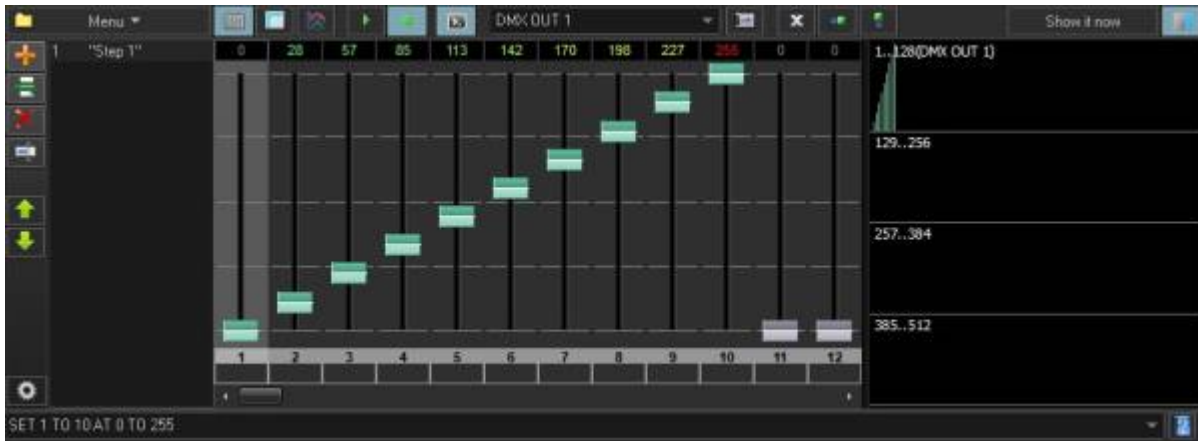 Menu
DMX OUT 1
Show it now
1 "Step 1"
0 28 57 85 113 142 170 198 227 255 0 0
1..128(DMX OUT 1)
129..256
257..384
385..512
1 2 3 4 5 6 7 8 9 10 11 12
SET 1 TO 10 AT 0 TO 255